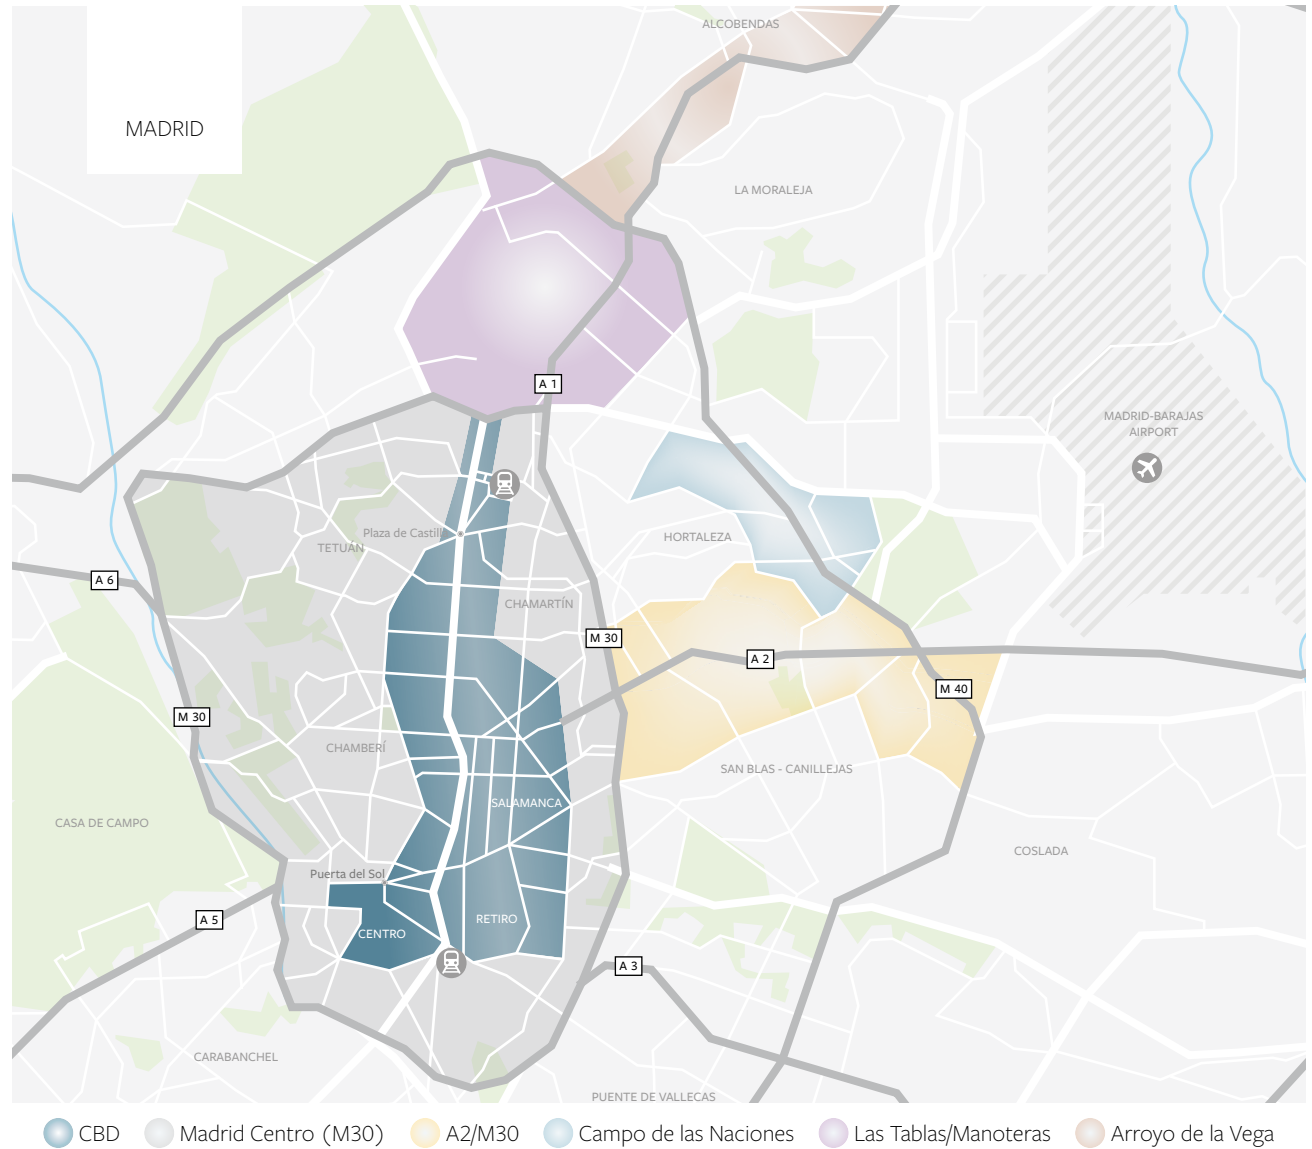 ALCOBENDAS
MADRID
LA MORALEJA
A 1
MADRID-BARAJAS
AIRPORT
Plaza de Castill
TETUÁN
HORTALEZA
A 6
CHAMARTÍN
M 30
A 2
M 40
M 30
CHAMBERÍ
SAN BLAS - CANILLEJAS
SALAMANCA
CASA DE CAMPO
COSLADA
Puerta del Sol
A 5
RETIRO
CENTRO
A 3
CARABANCHEL
PUENTE DE VALLECAS
CBD
Madrid Centro (M30)
A2/M30
Campo de las Naciones
Las Tablas/Manoteras
Arroyo de la Vega